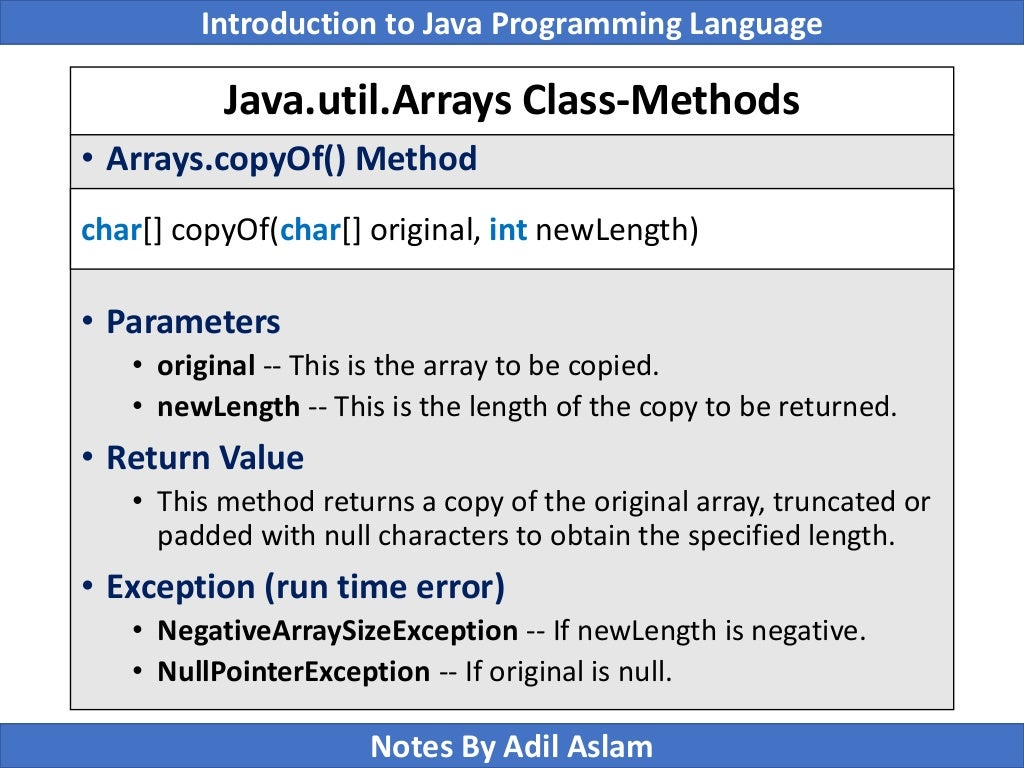 Introduction to Java Programming Language
Java.util.Arrays Class-Methods
• Arrays.copyOf() Method
char[] copyOf(char[] original, int newLength)
• Parameters
• original -- This is the array to be copied.
• newLength -- This is the length of the copy to be returned.
• Return Value
• This method returns a copy of the original array, truncated or
padded with null characters to obtain the specified length.
• Exception (run time error)
• NegativeArraySizeException -- If newLength is negative.
• NullPointerException -- If original is null.
Notes By Adil Aslam